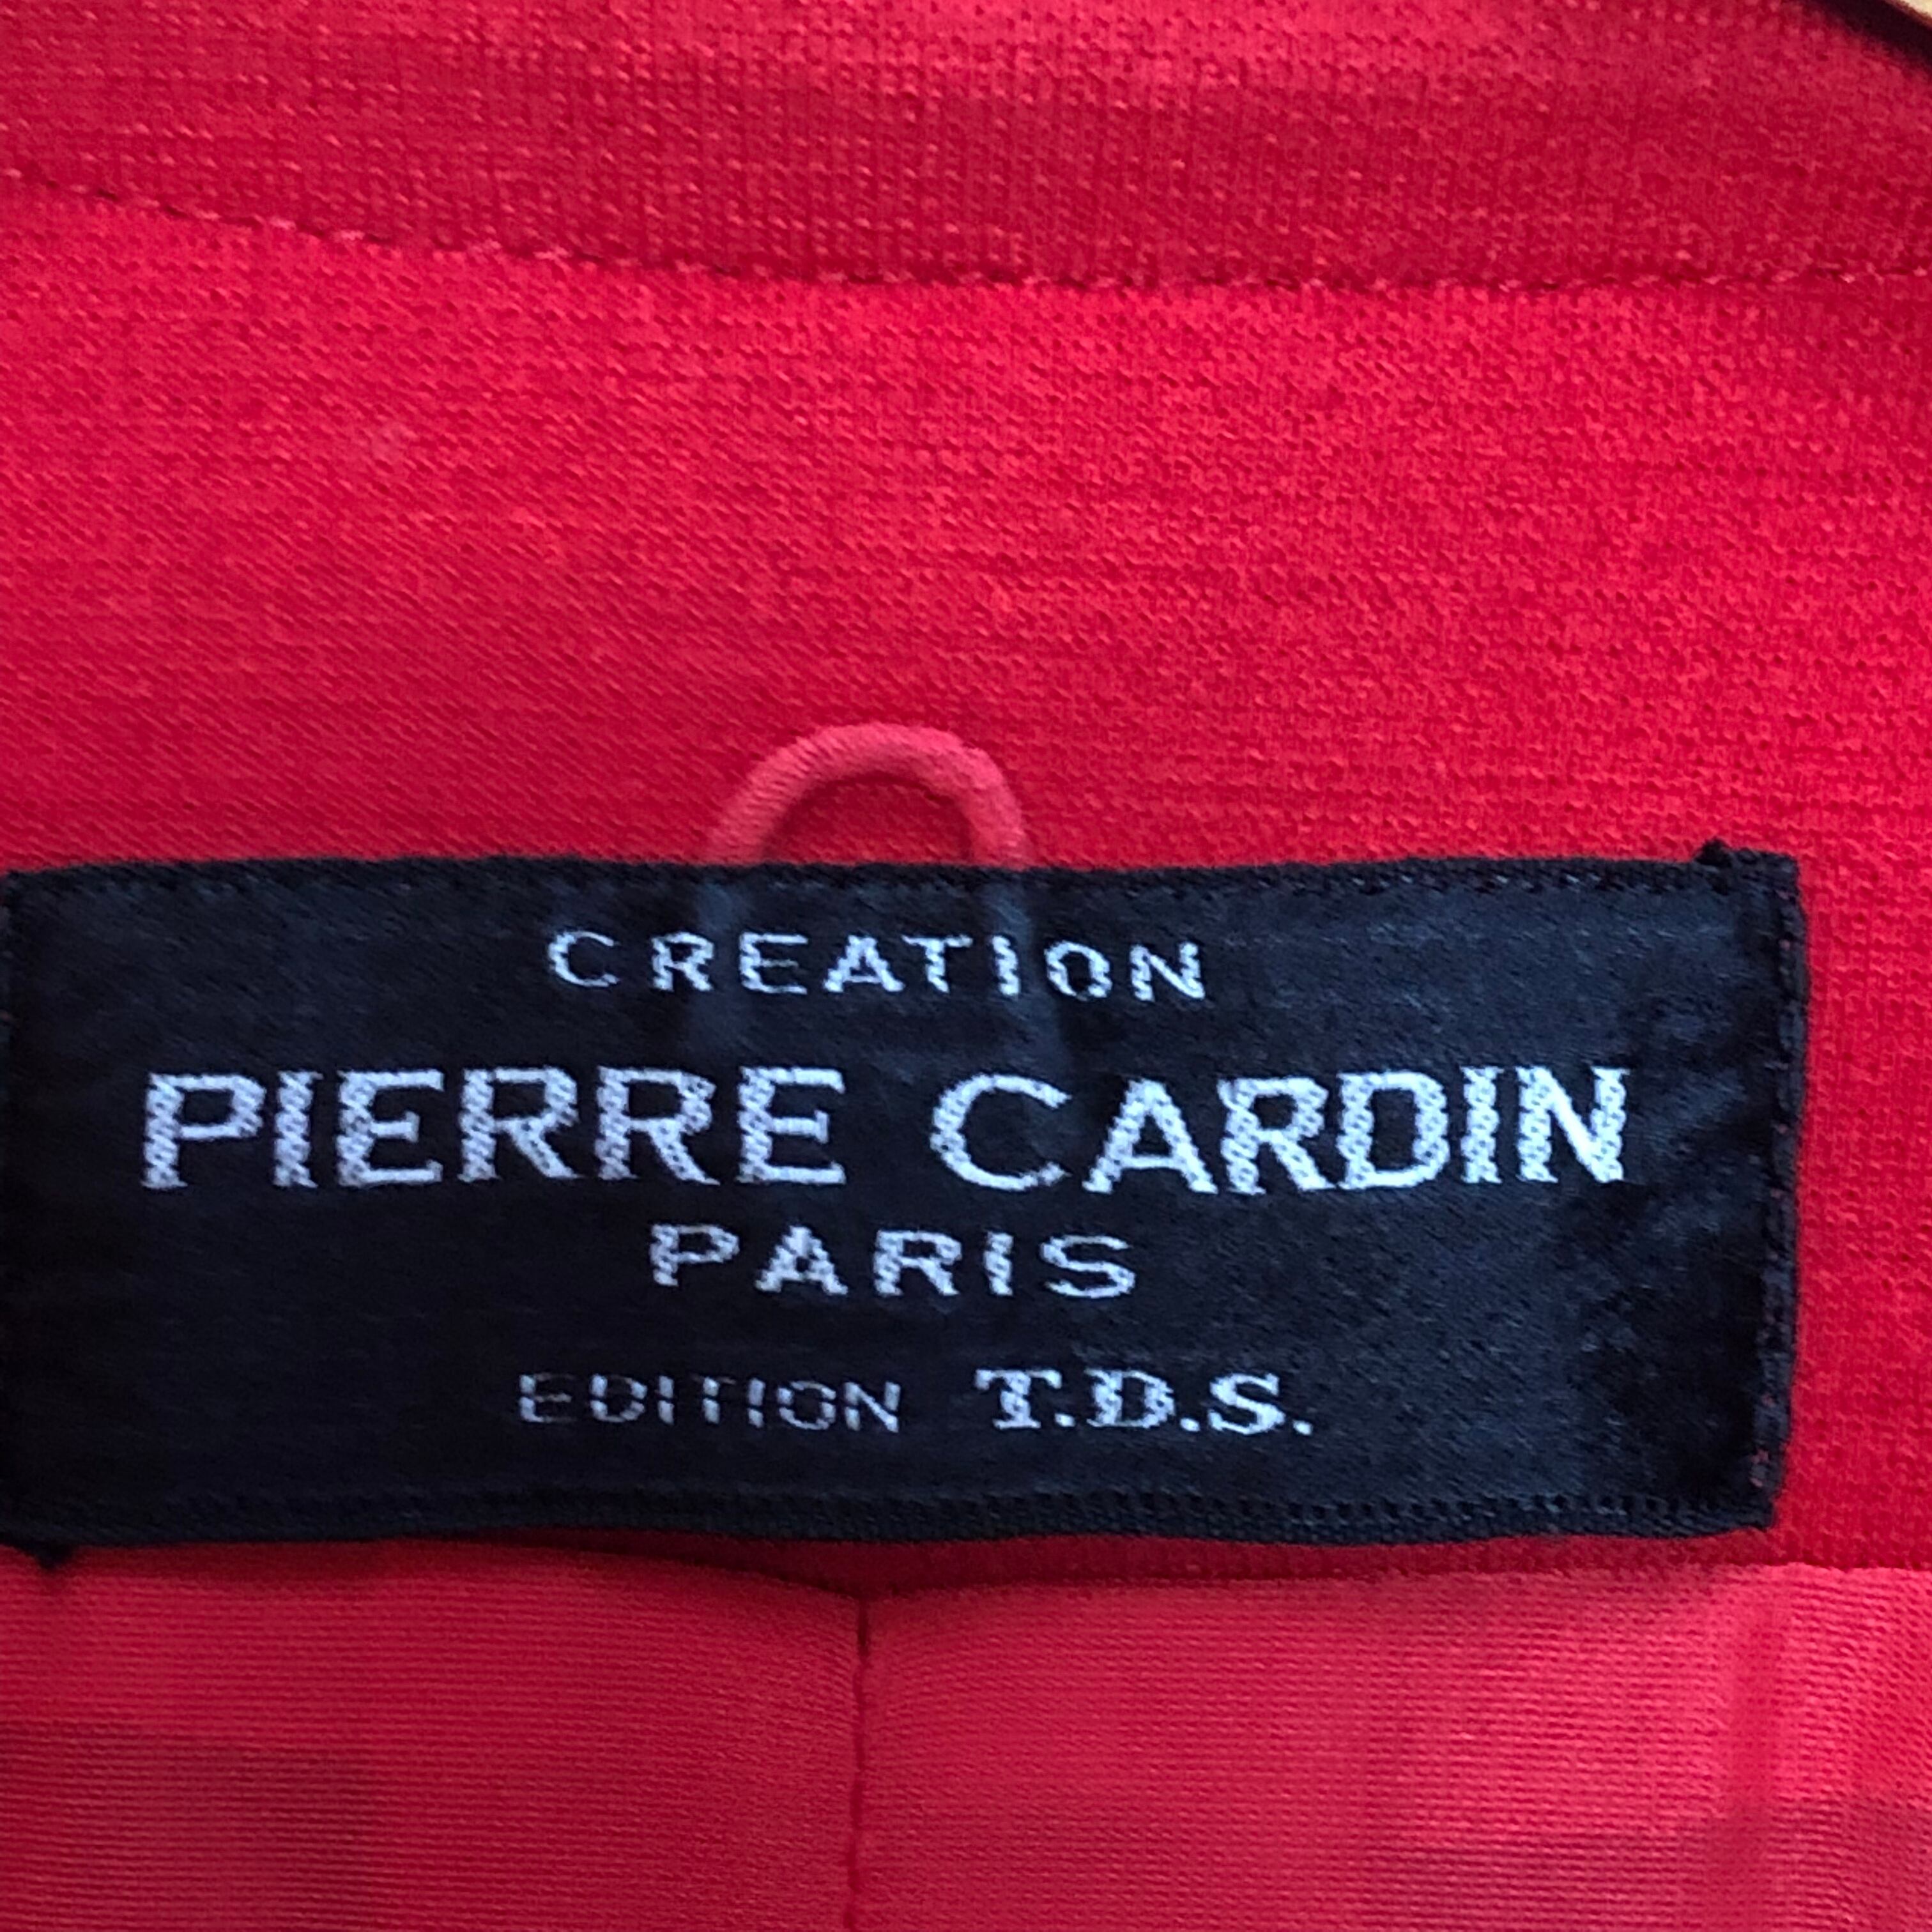 CREATION
PIERRE CARDIN
PARIS
EDITION T.D.S.